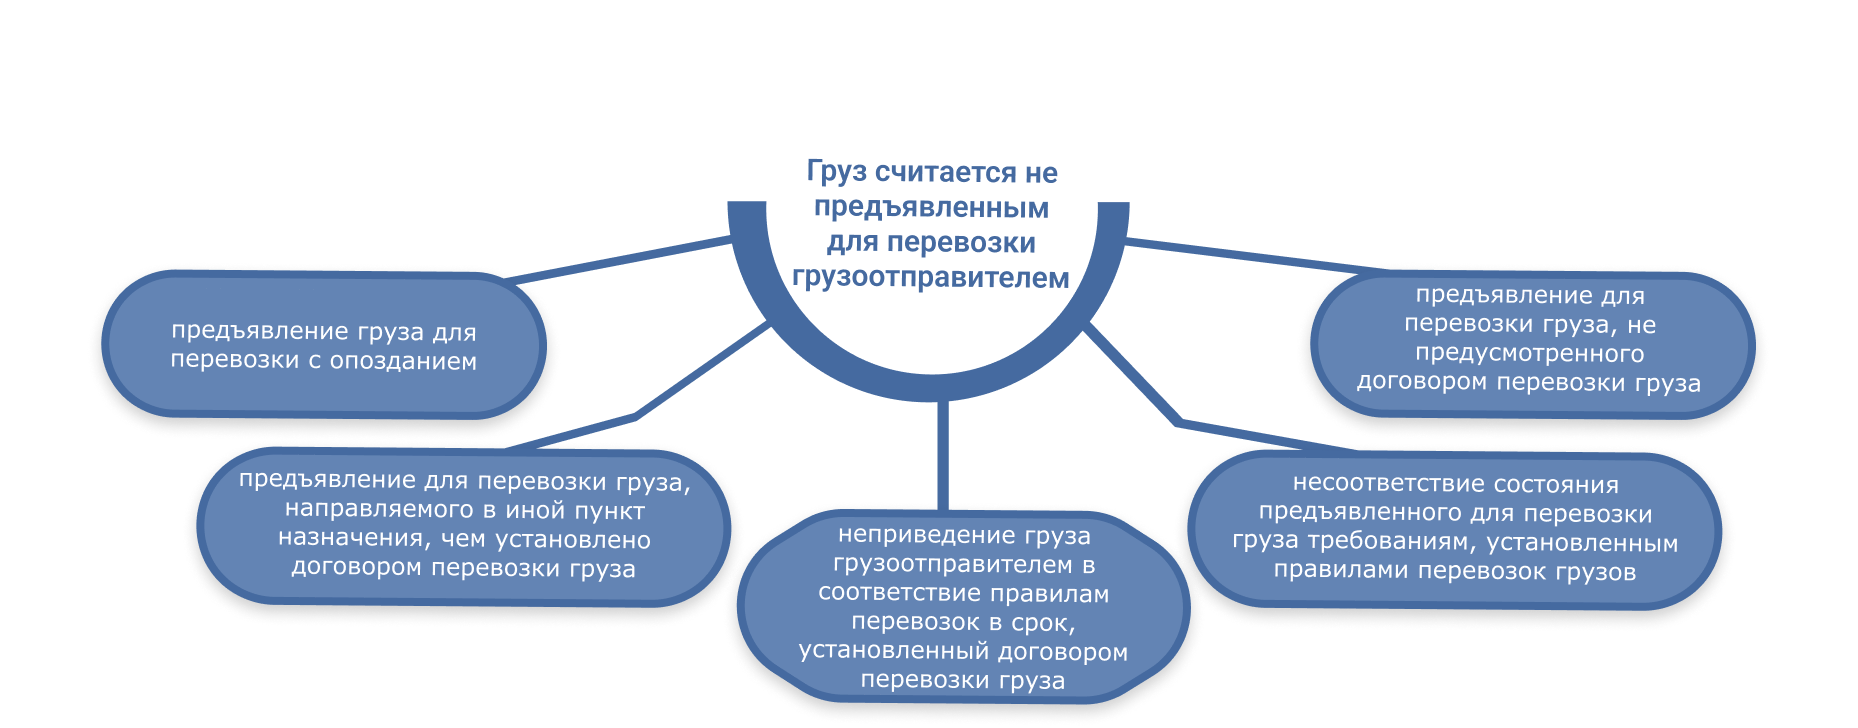 Груз считается не
предъявленным
для перевозки
грузоотправителем
предъявление груза для
перевозки с опозданием
предъявление для
перевозки груза, не
предусмотренного
договором перевозки груза
предъявление для перевозки груза,
направляемого в иной пункт
назначения, чем установлено
договором перевозки груза
неприведение груза
грузоотправителем в
соответствие правилам
перевозок в срок,
установленный договором
перевозки груза
несоответствие состояния
предъявленного для перевозки
груза требованиям, установленным
правилами перевозок грузов